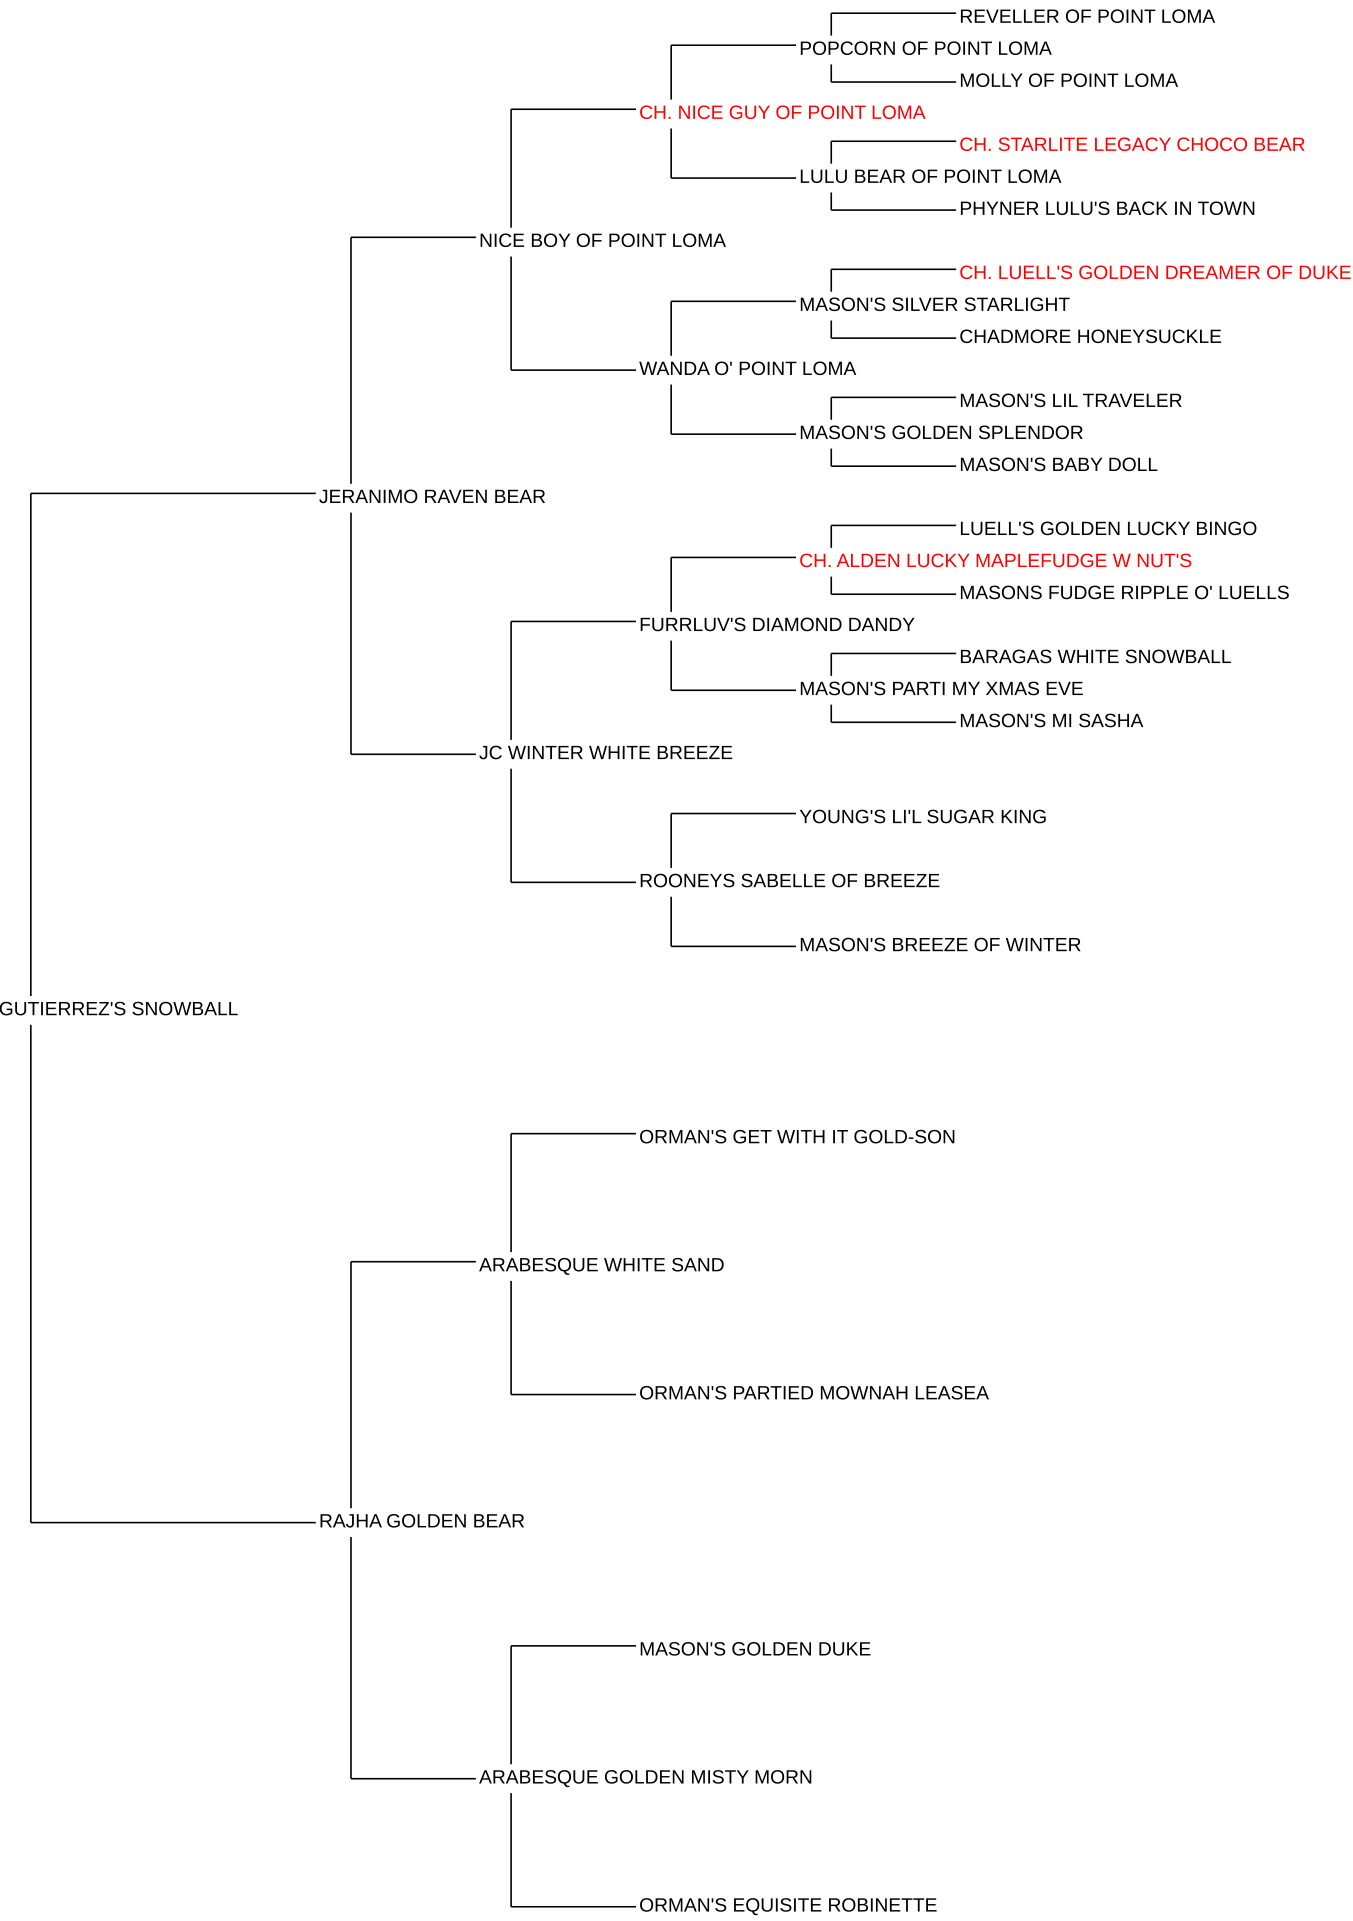 REVELLER OF POINT LOMA
POPCORN OF POINT LOMA
MOLLY OF POINT LOMA
CH. NICE GUY OF POINT LOMA
CH. STARLITE LEGACY CHOCO BEAR
LULU BEAR OF POINT LOMA
PHYNER LULU'S BACK IN TOWN
NICE BOY OF POINT LOMA
CH. LUELL'S GOLDEN DREAMER OF DUKE
MASON'S SILVER STARLIGHT
CHADMORE HONEYSUCKLE
WANDA O' POINT LOMA
MASON'S LIL TRAVELER
MASON'S GOLDEN SPLENDOR
MASON'S BABY DOLL
JERANIMO RAVEN BEAR
LUELL'S GOLDEN LUCKY BINGO
CH. ALDEN LUCKY MAPLEFUDGE W NUT'S
MASONS FUDGE RIPPLE O' LUELLS
FURRLUV'S DIAMOND DANDY
BARAGAS WHITE SNOWBALL
MASON'S PARTI MY XMAS EVE
MASON'S MI SASHA
JC WINTER WHITE BREEZE
YOUNG'S LI'L SUGAR KING
ROONEYS SABELLE OF BREEZE
MASON'S BREEZE OF WINTER
GUTIERREZ'S SNOWBALL
ORMAN'S GET WITH IT GOLD-SON
ARABESQUE WHITE SAND
ORMAN'S PARTIED MOWNAH LEASEA
RAJHA GOLDEN BEAR
MASON'S GOLDEN DUKE
ARABESQUE GOLDEN MISTY MORN
ORMAN'S EQUISITE ROBINETTE